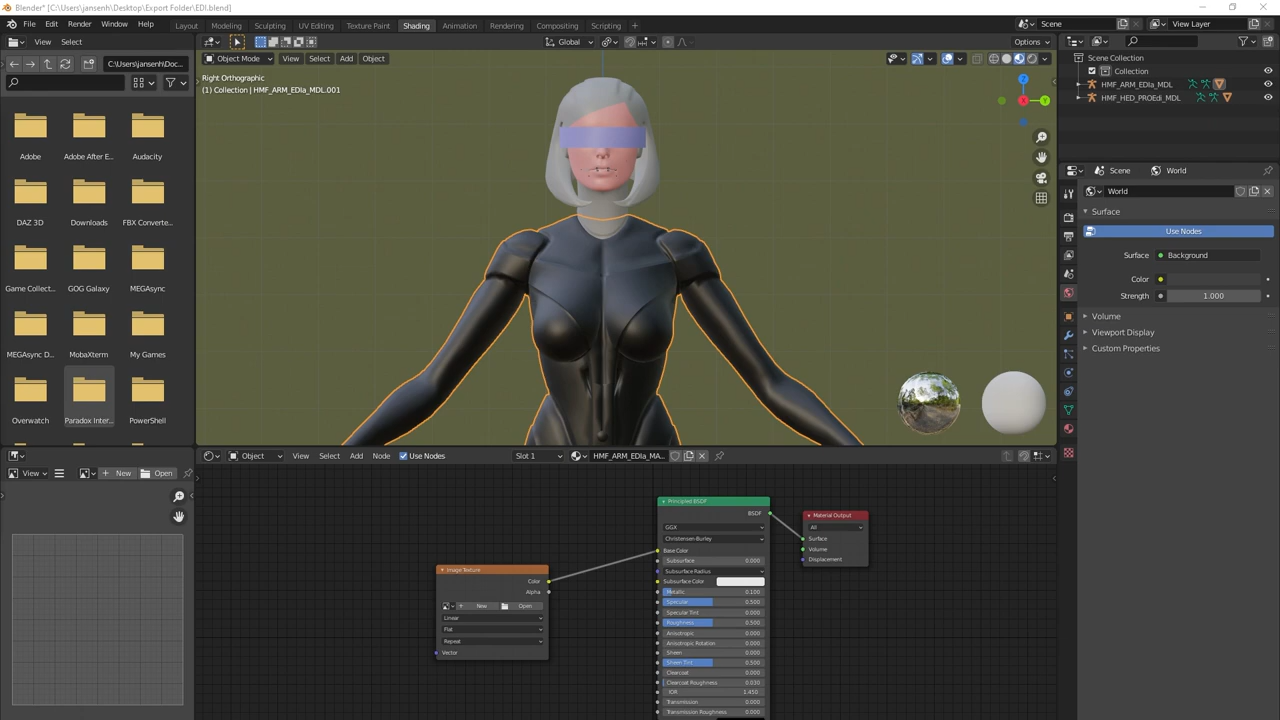 Blender* [C:\Users\jansenh\Desktop\Export Folder\EDI.blend]
File Edit Render Window Help Layout Modeling Sculpting UV Editing Texture Paint Shading Animation Rendering Compositing Scripting + Scene View Layer
View Select Global Options
C:\Users\jansenh\Doc... Object Mode View Select Add Object
Scene Collection
Collection
HMF_ARM_EDIa_MDL
HMF_HED_PROEdi_MDL
Right Orthographic
(1) Collection | HMF_ARM_EDIa_MDL.001
Z
X
Y
Adobe Adobe After E... Audacity
DAZ 3D Downloads FBX Converte...
Game Collect... GOG Galaxy MEGAsync
MEGAsync D... MobaXterm My Games
Overwatch Paradox Inter... PowerShell
Scene World
World
Surface
Use Nodes
Surface Background
Color
Strength 1.000
Volume
Viewport Display
Custom Properties
Object View Select Add Node Use Nodes Slot 1 HMF_ARM_EDIa_MA...
View + New Open
Image Texture
Color
Alpha
+ New Open
Linear
Flat
Repeat
Vector
Principled BSDF
BSDF
GGX
Christensen-Burley
Base Color
Subsurface 0.000
Subsurface Radius
Subsurface Color
Metallic 0.100
Specular 0.500
Specular Tint 0.000
Roughness 0.500
Anisotropic 0.000
Anisotropic Rotation 0.000
Sheen 0.000
Sheen Tint 0.500
Clearcoat 0.000
Clearcoat Roughness 0.030
IOR 1.450
Transmission 0.000
Transmission Roughness 0.000
Material Output
All
Surface
Volume
Displacement